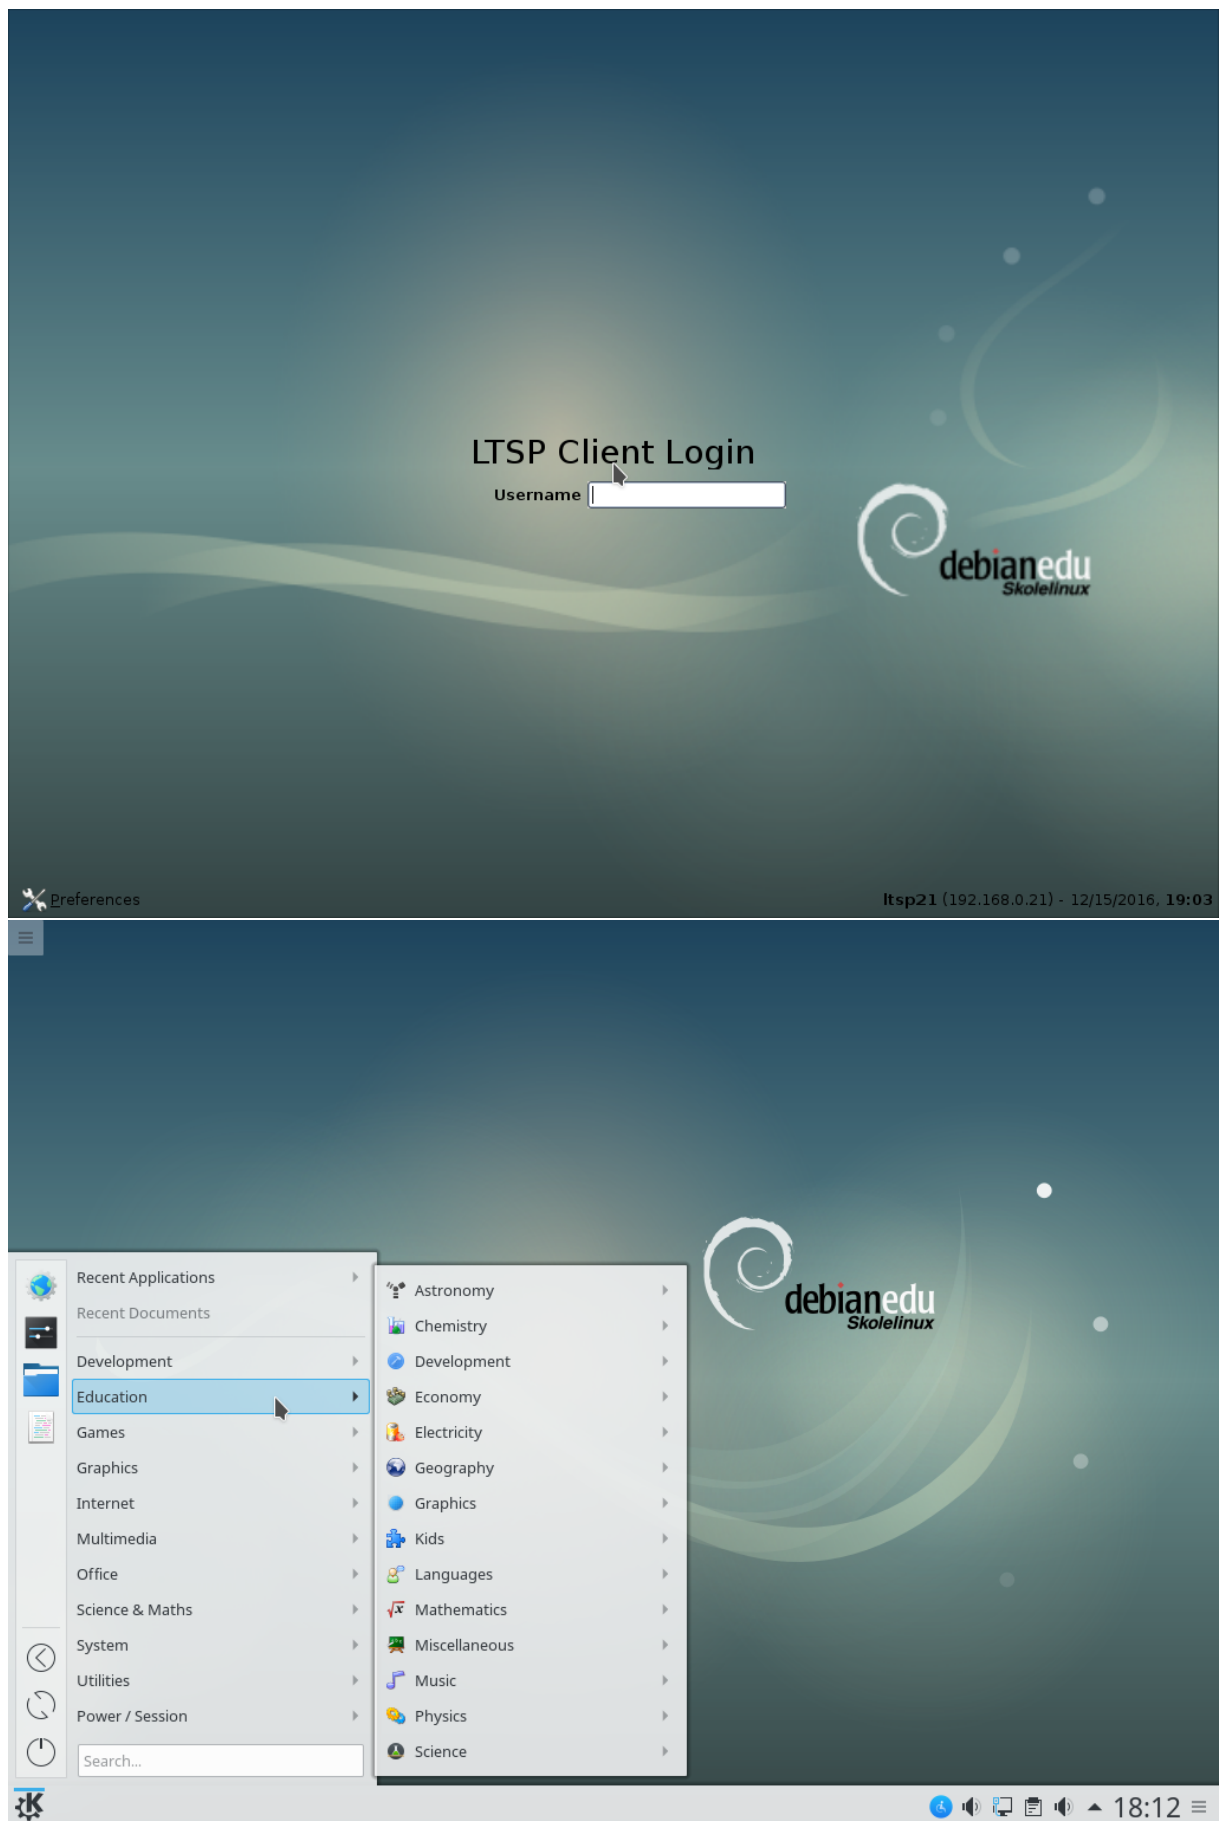 LTSP Client Login
Username
debianedu
Skolelinux
Preferences
ltsp21 (192.168.0.21) - 12/15/2016, 19:03
debianedu
Skolelinux
Recent Applications
Recent Documents
Development
Education
Games
Graphics
Internet
Multimedia
Office
Science & Maths
System
Utilities
Power / Session
Search...
Astronomy
Chemistry
Development
Economy
Electricity
Geography
Graphics
Kids
Languages
Mathematics
Miscellaneous
Music
Physics
Science
18:12